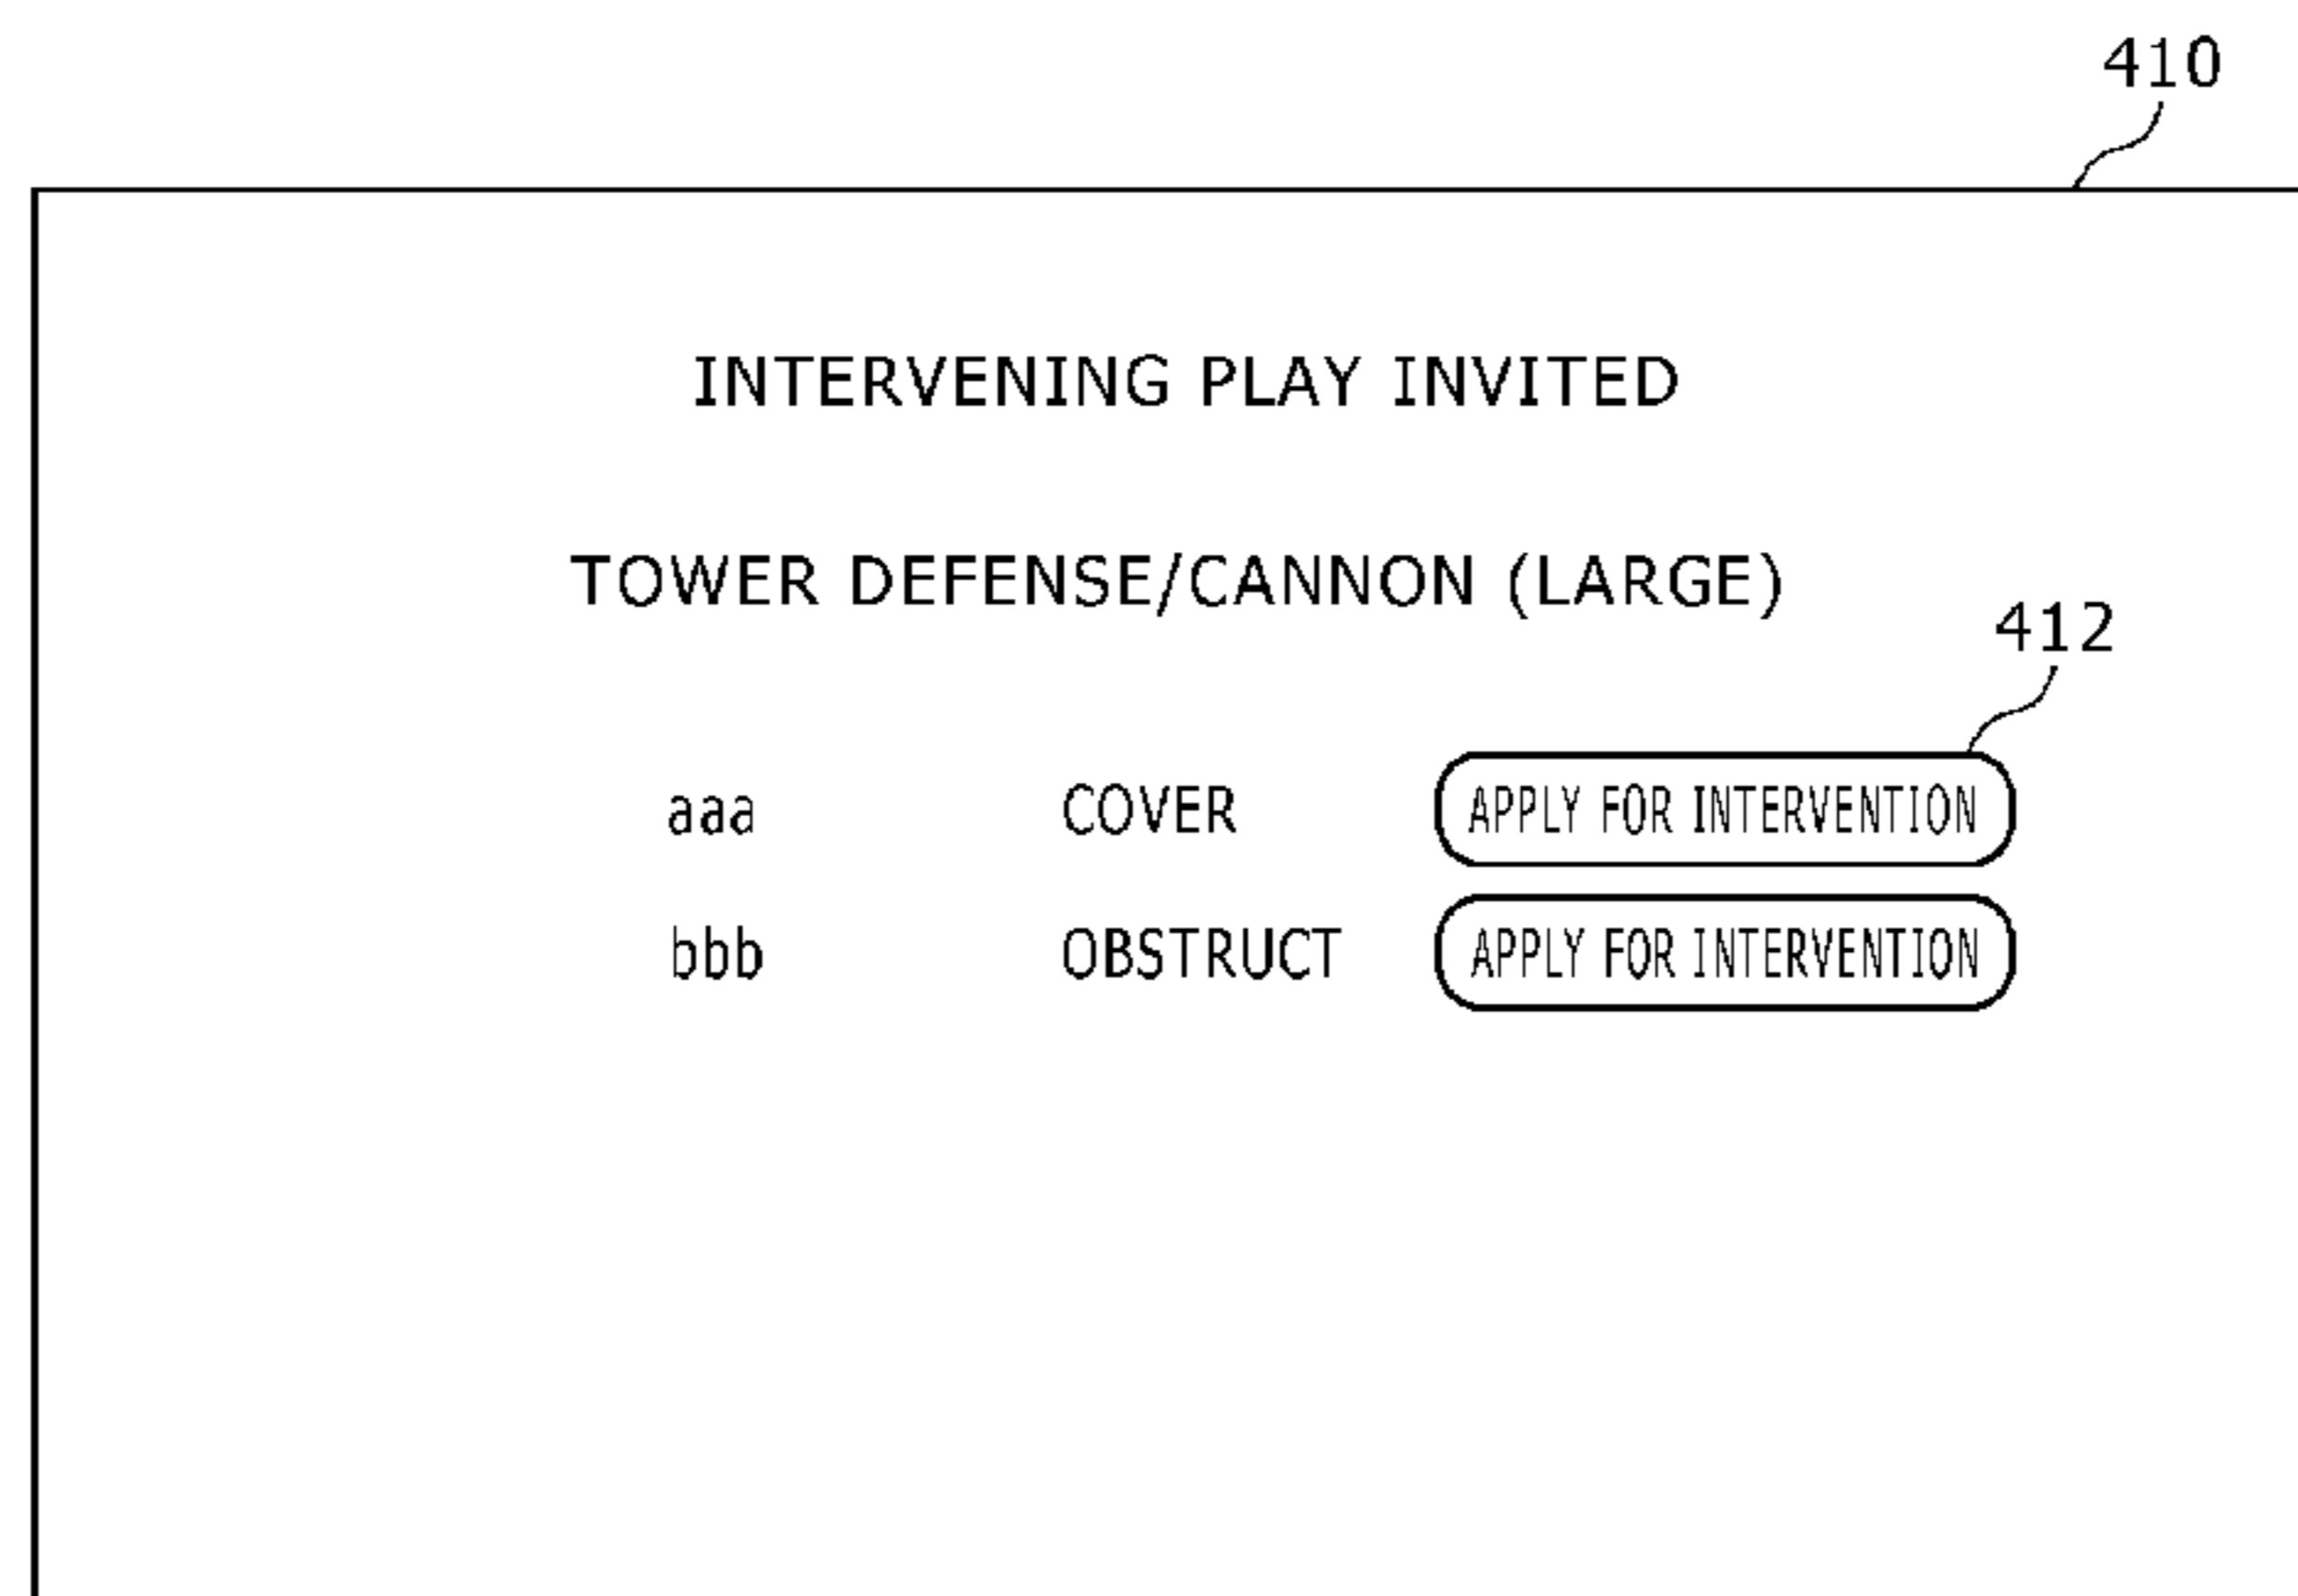 410
INTERVENING PLAY INVITED
TOWER DEFENSE/CANNON (LARGE)
412
aaa COVER APPLY FOR INTERVENTION
bbb OBSTRUCT APPLY FOR INTERVENTION